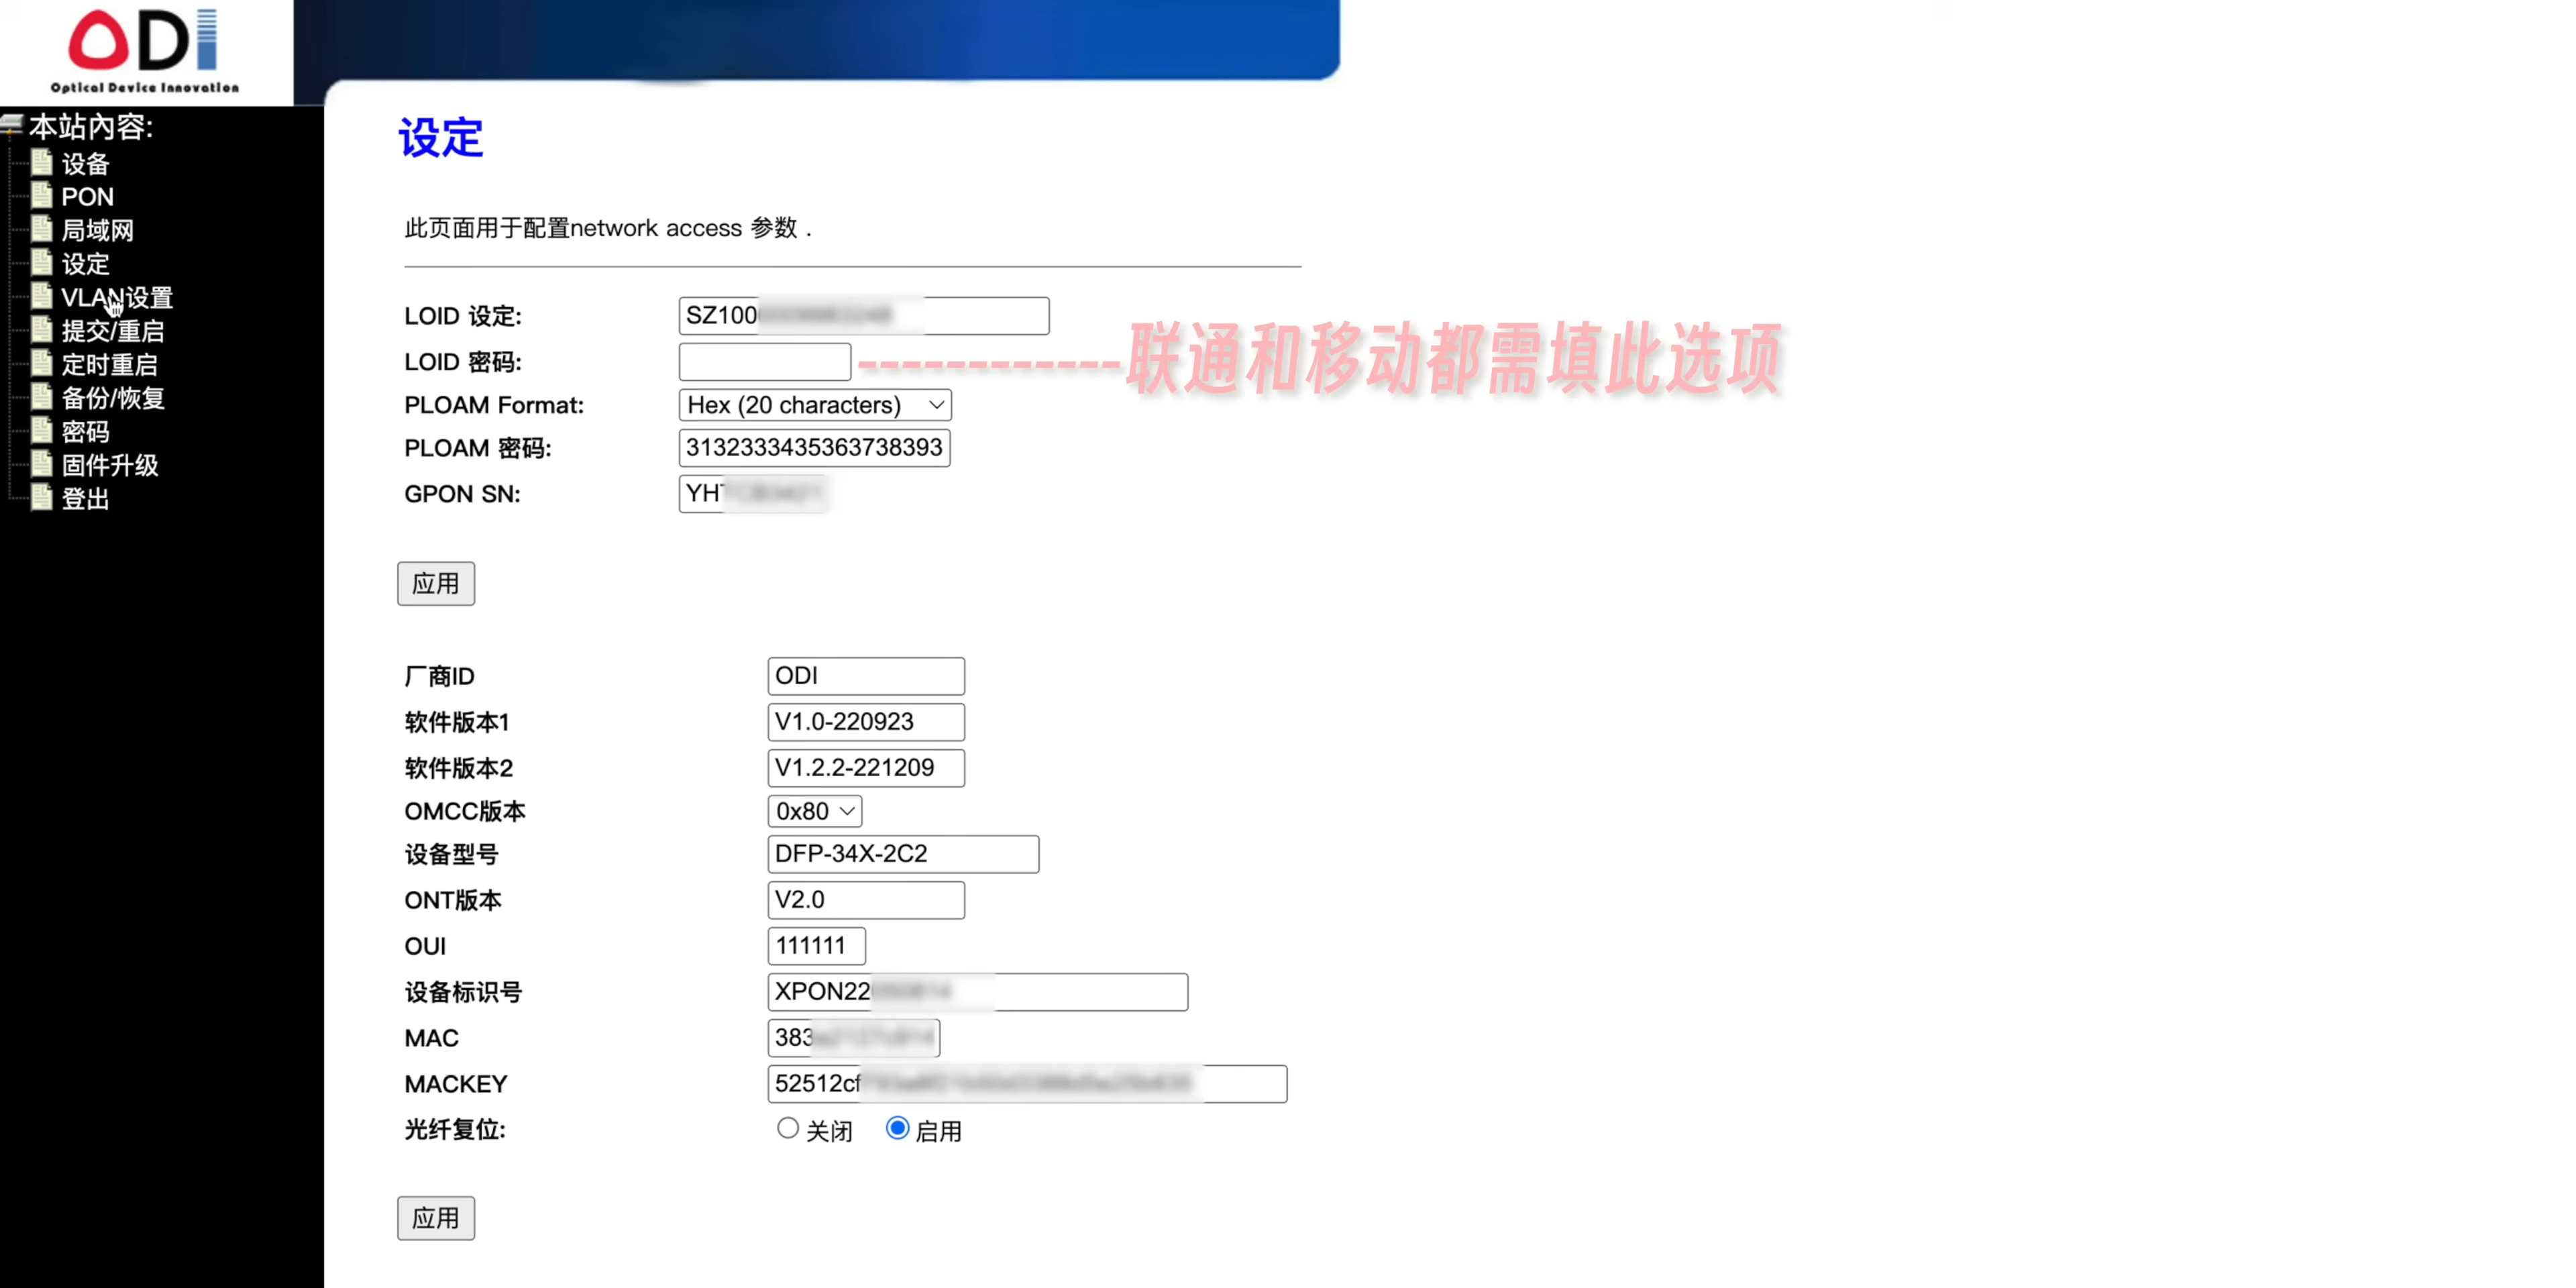 ODI
Optical Device Innovation
本站內容:
设备
PON
局域网
设定
VLAN设置
提交/重启
定时重启
备份/恢复
密码
固件升级
登出
设定
此页面用于配置network access 参数 .
LOID 设定: SZ100
LOID 密码: ------------联通和移动都需填此选项
PLOAM Format: Hex (20 characters)
PLOAM 密码: 3132333435363738393
GPON SN: YHT
应用
厂商ID ODI
软件版本1 V1.0-220923
软件版本2 V1.2.2-221209
OMCC版本 0x80
设备型号 DFP-34X-2C2
ONT版本 V2.0
OUI 111111
设备标识号 XPON22
MAC 383
MACKEY 52512cf
光纤复位: 关闭 启用
应用